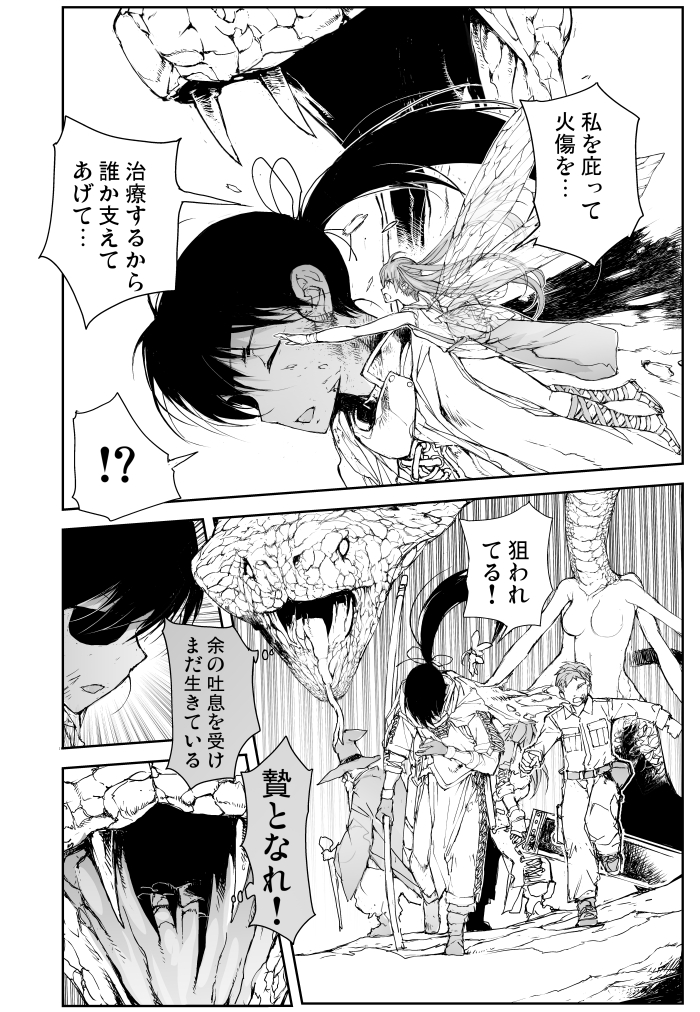 私を庇って
火傷を…
治療するから
誰か支えて
あげて…
!?
狙われ
てる！
余の吐息を受け
まだ生きている
贄となれ！